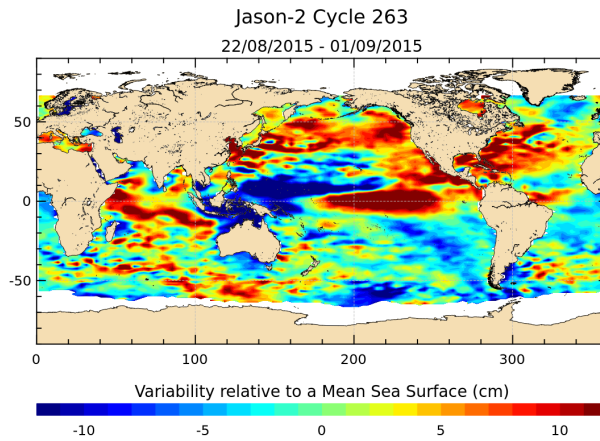 Jason-2 Cycle 263
22/08/2015 - 01/09/2015
50
0
-50
0 100 200 300
Variability relative to a Mean Sea Surface (cm)
-10 -5 0 5 10